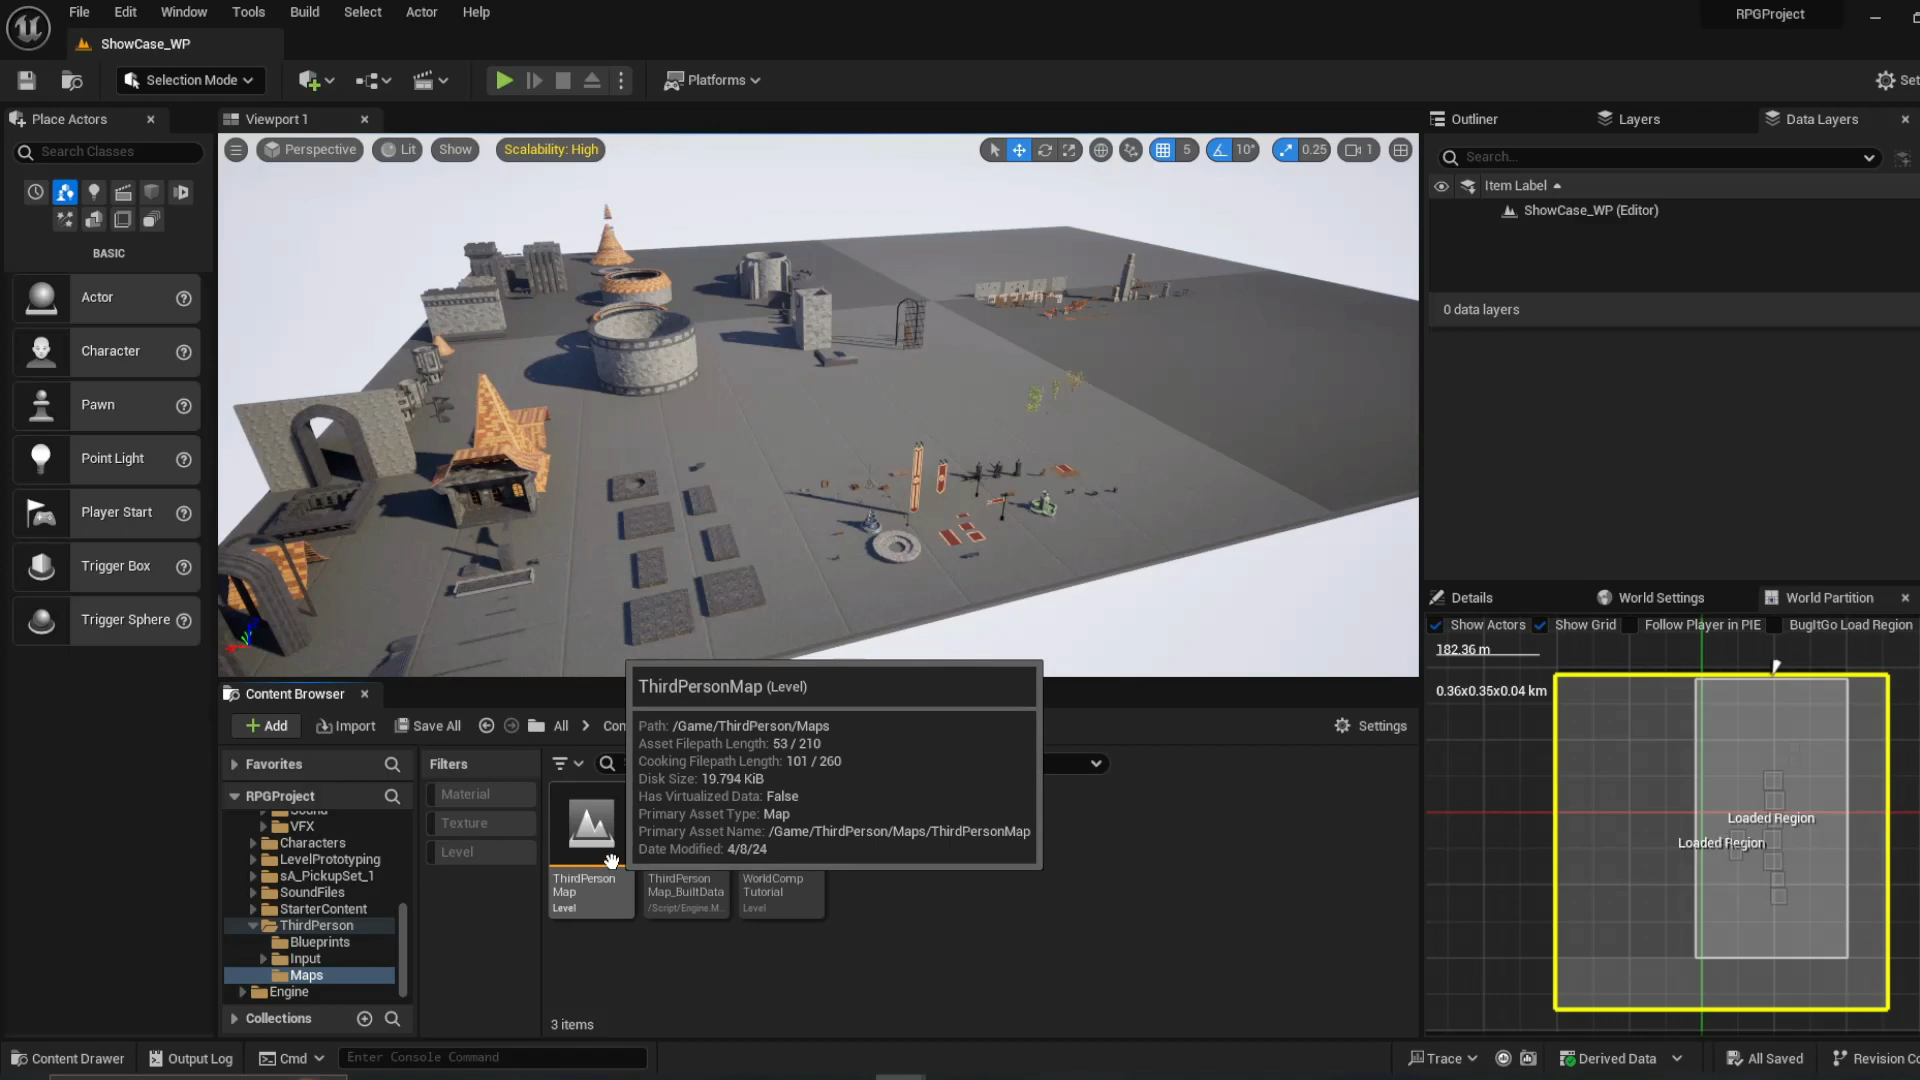 File Edit Window Tools Build Select Actor Help
RPGProject
ShowCase_WP
Selection Mode
Platforms
Set
Place Actors
Viewport 1
Outliner
Layers
Data Layers
Search Classes
Perspective
Lit
Show
Scalability: High
5
10°
0.25
1
Search...
Item Label
ShowCase_WP (Editor)
0 data layers
BASIC
Actor
Character
Pawn
Point Light
Player Start
Trigger Box
Trigger Sphere
Details
World Settings
World Partition
Show Actors
Show Grid
Follow Player in PIE
BugItGo Load Region
182.36 m
0.36x0.35x0.04 km
Loaded Region
Loaded Region
Content Browser
Add
Import
Save All
All
Con
Settings
ThirdPersonMap (Level)
Path: /Game/ThirdPerson/Maps
Asset Filepath Length: 53 / 210
Cooking Filepath Length: 101 / 260
Disk Size: 19.794 KiB
Has Virtualized Data: False
Primary Asset Type: Map
Primary Asset Name: /Game/ThirdPerson/Maps/ThirdPersonMap
Date Modified: 4/8/24
Favorites
Filters
RPGProject
Material
Texture
Level
Sound
VFX
Characters
LevelPrototyping
sA_PickupSet_1
SoundFiles
StarterContent
ThirdPerson
Blueprints
Input
Maps
Engine
Collections
ThirdPerson
Map
Level
ThirdPerson
Map_BuiltData
/Script/Engine.M...
WorldComp
Tutorial
Level
3 items
Content Drawer
Output Log
Cmd
Enter Console Command
Trace
Derived Data
All Saved
Revision Co